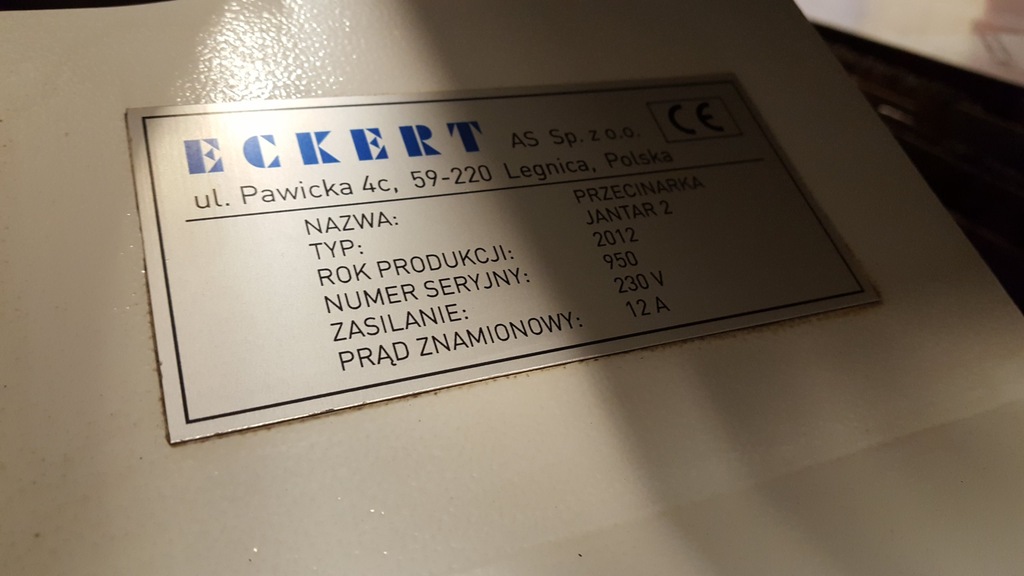 ECKERT AS Sp. z o.o. CE
ul. Pawicka 4c, 59-220 Legnica, Polska
NAZWA: PRZECINARKA
TYP: JANTAR 2
ROK PRODUKCJI: 2012
NUMER SERYJNY: 950
ZASILANIE: 230 V
PRĄD ZNAMIONOWY: 12 A